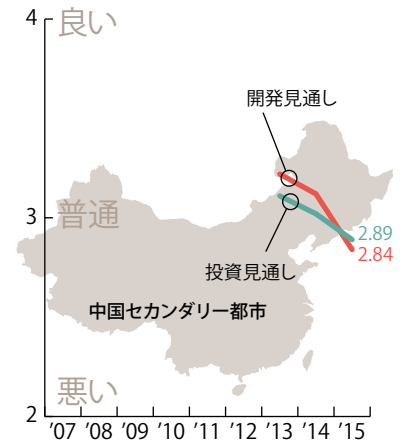 4
良い
開発見通し
3
普通
2.89
2.84
投資見通し
中国セカンダリー都市
悪い
2
'07 '08 '09 '10 '11 '12 '13 '14 '15